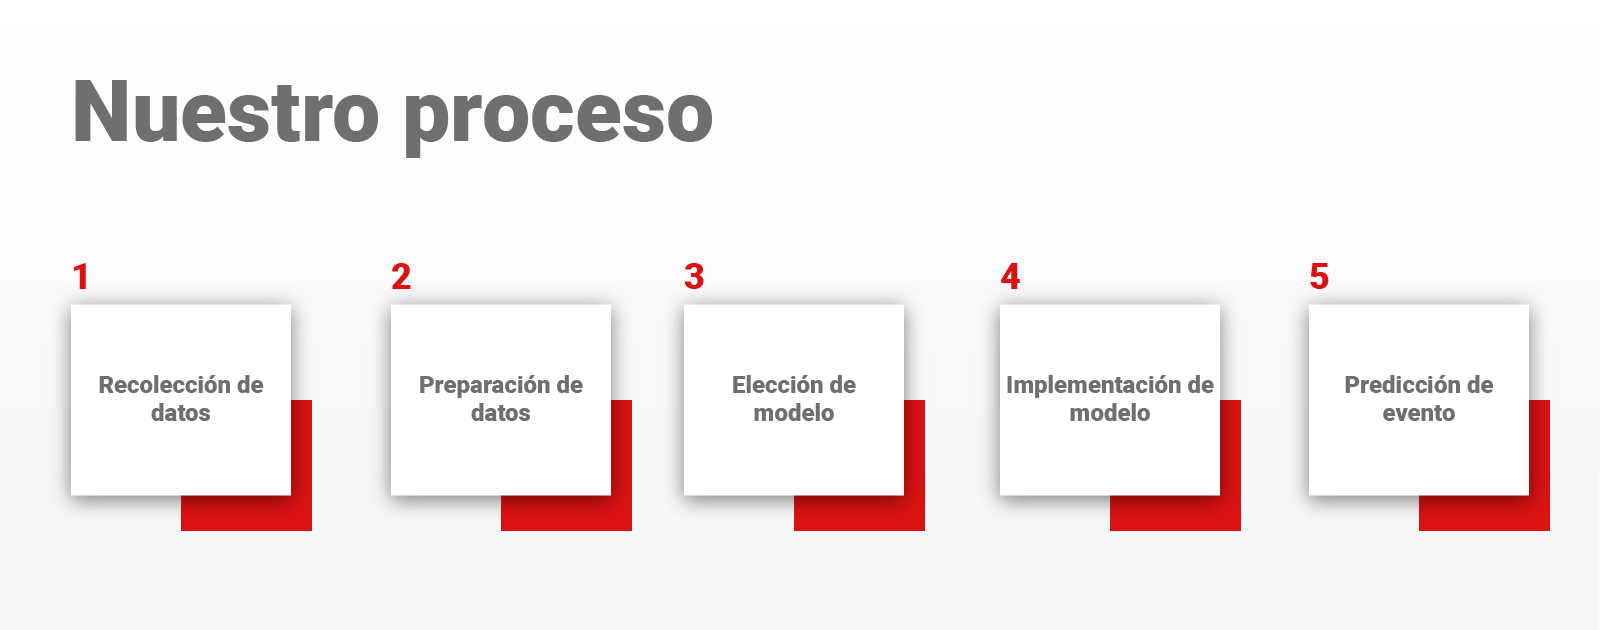 Nuestro proceso
1
Recolección de
datos
2
Preparación de
datos
3
Elección de
modelo
4
Implementación de
modelo
5
Predicción de
evento